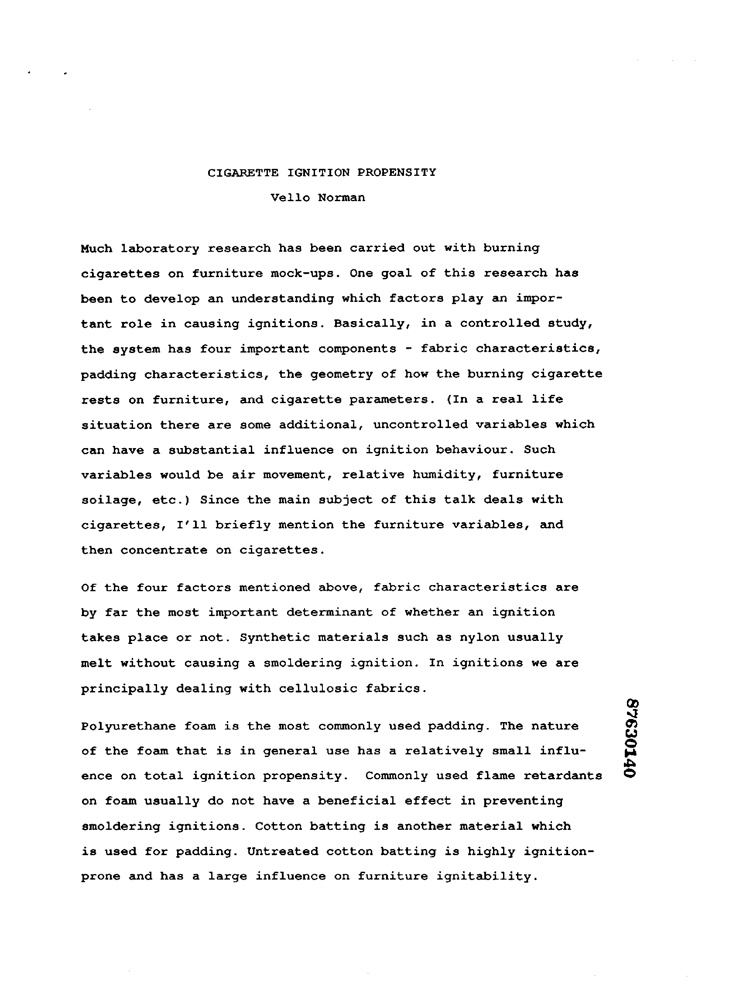 CIGARETTE IGNITION PROPENSITY
Vello Norman
Much laboratory research has been carried out with burning
cigarettes on furniture mock-ups. One goal of this research has
been to develop an understanding which factors play an impor-
tant role in causing ignitions. Basically, in a controlled study,
the system has four important components - fabric characteristics,
padding characteristics, the geometry of how the burning cigarette
rests on furniture, and cigarette parameters. (In a real life
situation there are some additional, uncontrolled variables which
can have a substantial influence on ignition behaviour. Such
variables would be air movement, relative humidity, furniture
soilage, etc.) Since the main subject of this talk deals with
cigarettes, I'll briefly mention the furniture variables, and
then concentrate on cigarettes.
Of the four factors mentioned above, fabric characteristics are
by far the most important determinant of whether an ignition
takes place or not. Synthetic materials such as nylon usually
melt without causing a smoldering ignition. In ignitions we are
principally dealing with cellulosic fabrics.
Polyurethane foam is the most commonly used padding. The nature
of the foam that is in general use has a relatively small influ-
ence on total ignition propensity. Commonly used flame retardants
on foam usually do not have a beneficial effect in preventing
smoldering ignitions. Cotton batting is another material which
is used for padding. Untreated cotton batting is highly ignition-
prone and has a large influence on furniture ignitability.
87630140